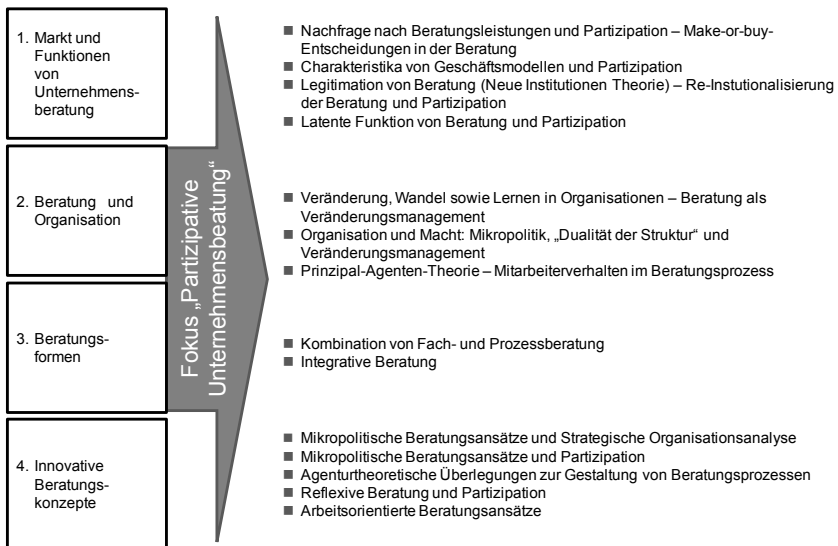 1. Markt und
Funktionen
von
Unternehmens-
beratung
■ Nachfrage nach Beratungsleistungen und Partizipation – Make-or-buy-
Entscheidungen in der Beratung
■ Charakteristika von Geschäftsmodellen und Partizipation
■ Legitimation von Beratung (Neue Institutionen Theorie) – Re-Instutionalisierung
der Beratung und Partizipation
■ Latente Funktion von Beratung und Partizipation
Fokus „Partizipative
Unternehmensbeatung“
2. Beratung und
Organisation
■ Veränderung, Wandel sowie Lernen in Organisationen – Beratung als
Veränderungsmanagement
■ Organisation und Macht: Mikropolitik, „Dualität der Struktur“ und
Veränderungsmanagement
■ Prinzipal-Agenten-Theorie – Mitarbeiterverhalten im Beratungsprozess
3. Beratungs-
formen
■ Kombination von Fach- und Prozessberatung
■ Integrative Beratung
4. Innovative
Beratungs-
konzepte
■ Mikropolitische Beratungsansätze und Strategische Organisationsanalyse
■ Mikropolitische Beratungsansätze und Partizipation
■ Agenturtheoretische Überlegungen zur Gestaltung von Beratungsprozessen
■ Reflexive Beratung und Partizipation
■ Arbeitsorientierte Beratungsansätze